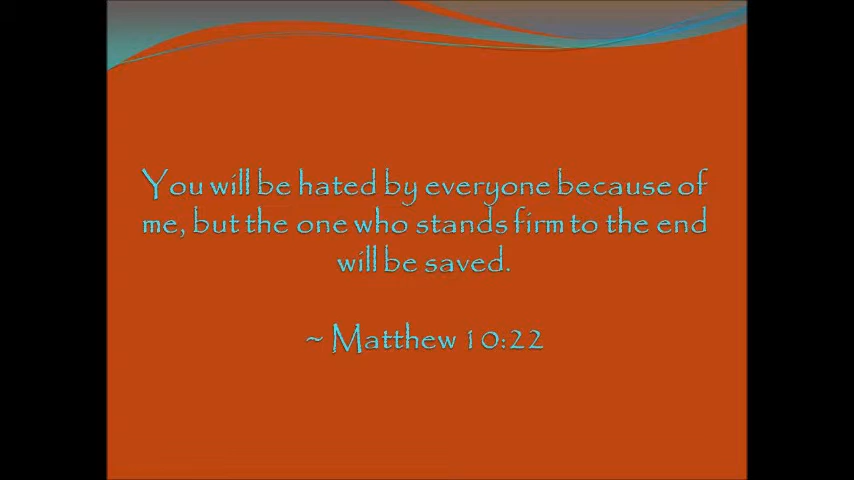 You will be hated by everyone because of
me, but the one who stands firm to the end
will be saved.
~ Matthew 10:22